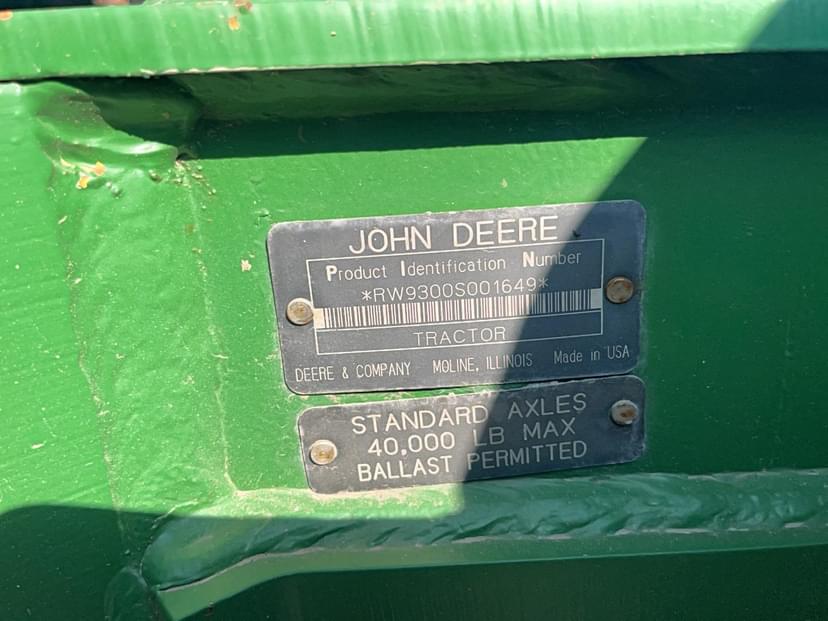 JOHN DEERE
Product Identification Number
*RW9300S001649*
TRACTOR
DEERE & COMPANY MOLINE, ILLINOIS Made in USA
STANDARD AXLES
40,000 LB MAX
BALLAST PERMITTED